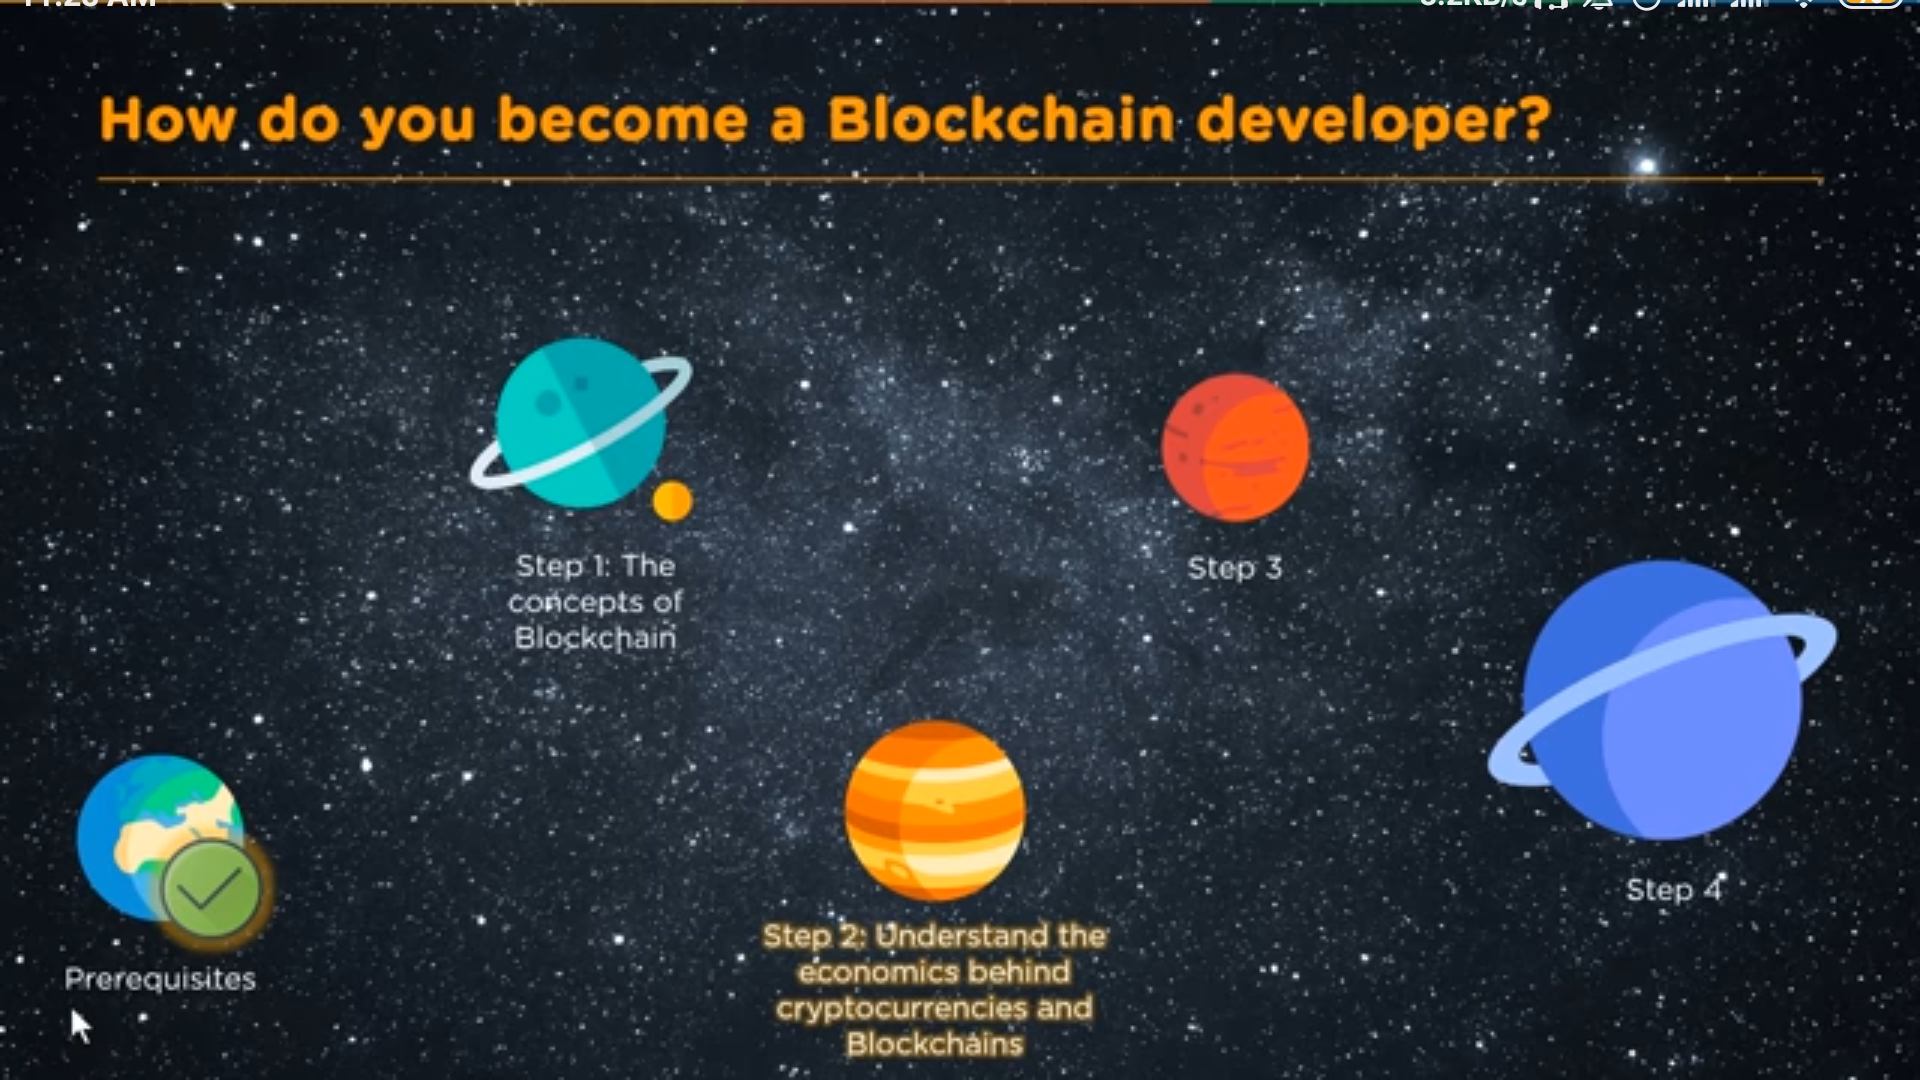 How do you become a Blockchain developer?
Step 1: The
concepts of
Blockchain
Step 3
Step 4
Prerequisites
Step 2: Understand the
economics behind
cryptocurrencies and
Blockchains